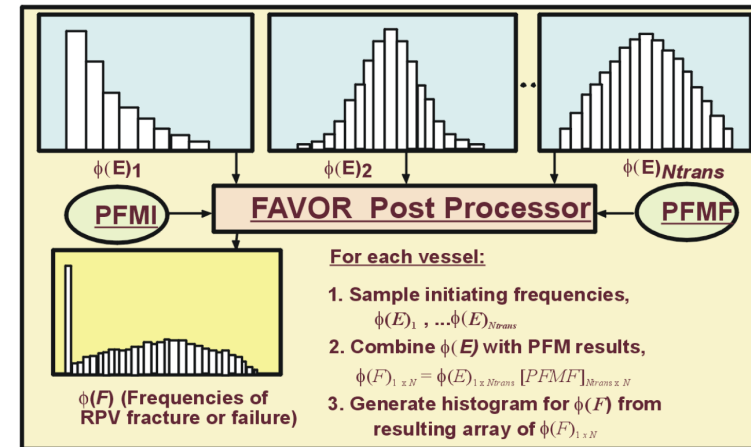 ϕ(E)1
ϕ(E)2
..
ϕ(E)Ntrans
PFMI
FAVOR Post Processor
PFMF
For each vessel:
1. Sample initiating frequencies,
ϕ(E)1 , ...ϕ(E)Ntrans
2. Combine ϕ(E) with PFM results,
ϕ(F)1 x N = ϕ(E)1 x Ntrans [PFMF]Ntrans x N
3. Generate histogram for ϕ(F) from
resulting array of ϕ(F)1 x N
ϕ(F) (Frequencies of
RPV fracture or failure)